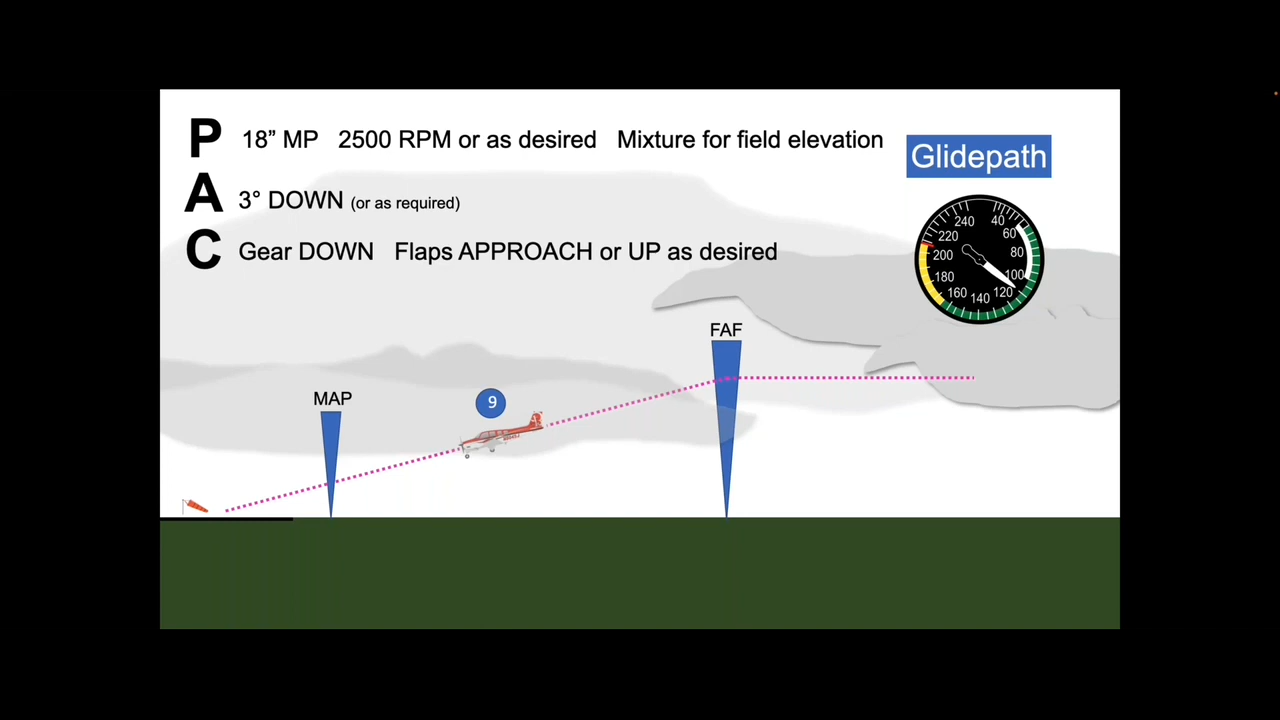 P 18” MP 2500 RPM or as desired Mixture for field elevation
Glidepath
A 3° DOWN (or as required)
C Gear DOWN Flaps APPROACH or UP as desired
240 40
220 60
200 80
180 100
160 140 120
FAF
MAP
9